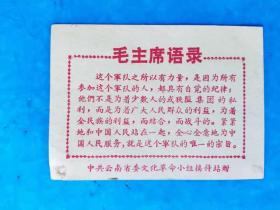 毛主席语录
这个军队之所以有力量，是因为所有
参加这个军队的人，都具有自觉的纪律；
他们不是为着少数人的或狭隘集团的私
利，而是为着广大人民群众的利益，为着
全民族的利益，而结合，而战斗的。紧紧
地和中国人民站在一起，全心全意地为中
国人民服务，就是这个军队的唯一的宗旨。
中共云南省委文化革命小组接待站赠